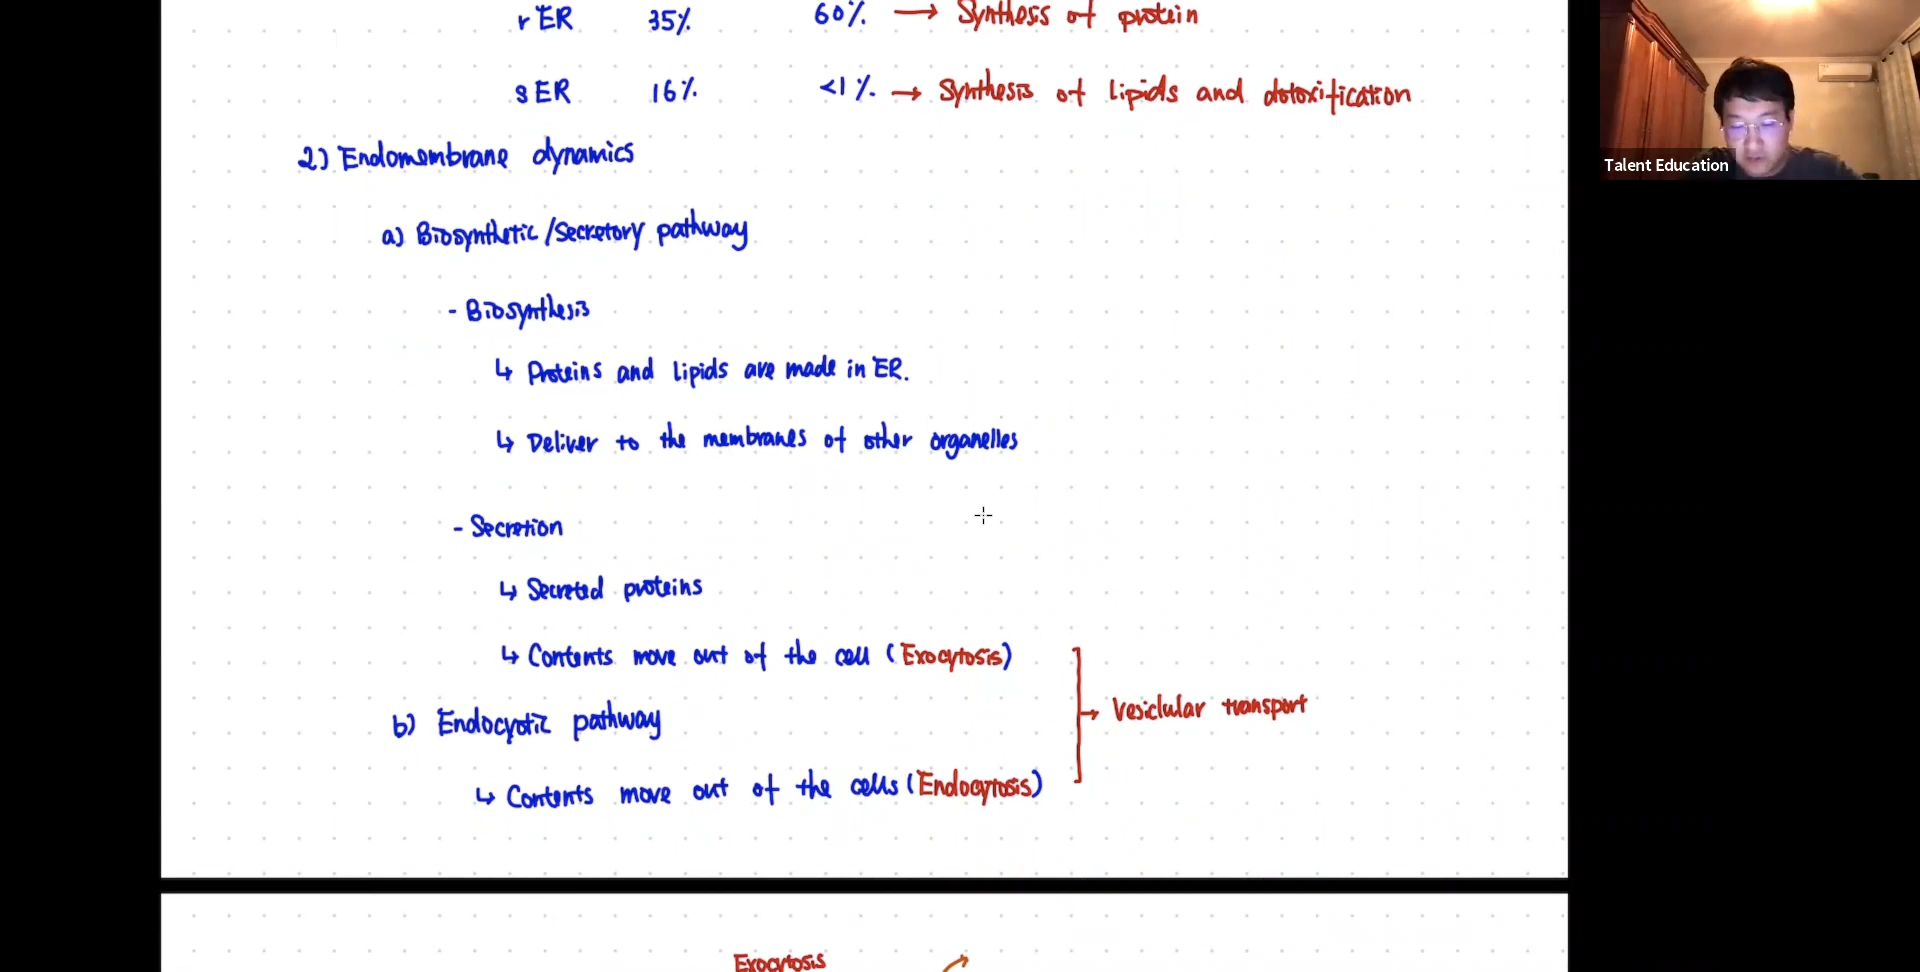 rER 35% 60% → Synthesis of protein
sER 16% <1% → Synthesis of lipids and detoxification
Talent Education
2) Endomembrane dynamics
a) Biosynthetic/Secretory pathway
- Biosynthesis
↳ Proteins and lipids are made in ER.
↳ Deliver to the membranes of other organelles
- Secretion
↳ Secreted proteins
↳ Contents move out of the cell (Exocytosis)
→ Vesiclular transport
b) Endocytotic pathway
↳ Contents move out of the cells (Endocytosis)
Exocytosis